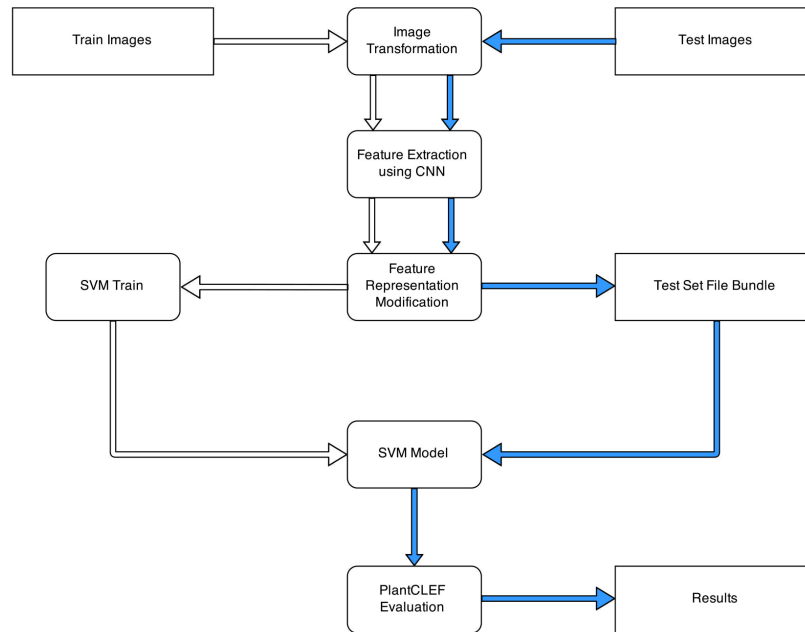 Train Images
Image
Transformation
Test Images
Feature Extraction
using CNN
SVM Train
Feature
Representation
Modification
Test Set File Bundle
SVM Model
PlantCLEF
Evaluation
Results